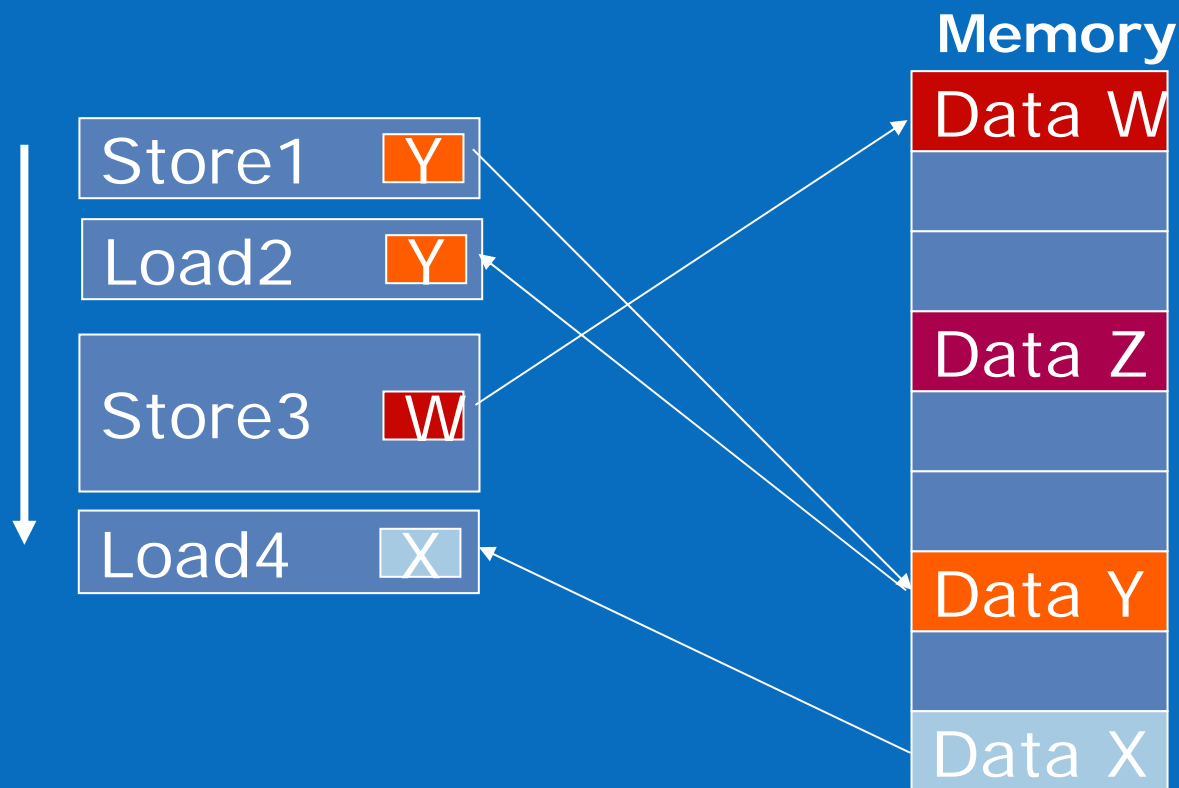 Memory
Store1 Y
Load2 Y
Store3 W
Load4 X
Data W
Data Z
Data Y
Data X